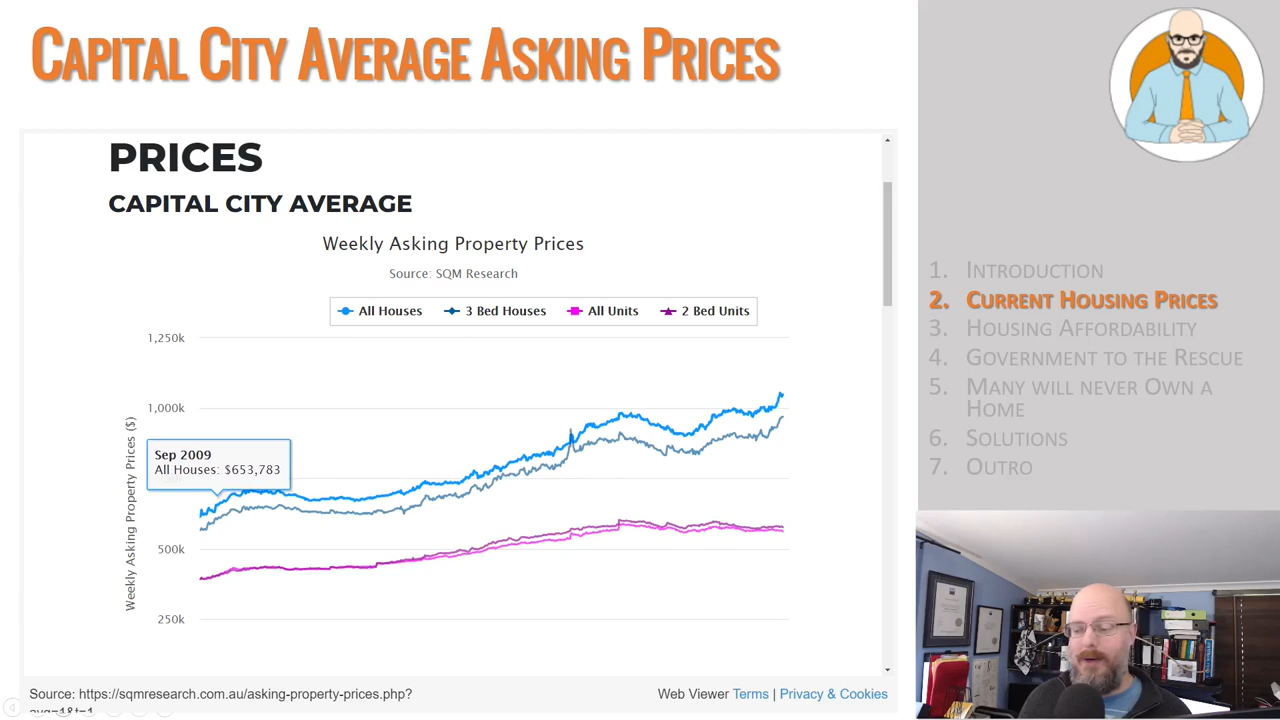 CAPITAL CITY AVERAGE ASKING PRICES
PRICES
CAPITAL CITY AVERAGE
Weekly Asking Property Prices
Source: SQM Research
All Houses
3 Bed Houses
All Units
2 Bed Units
1,250k
1,000k
500k
250k
Weekly Asking Property Prices ($)
Sep 2009
All Houses: $653,783
Source: https://sqmresearch.com.au/asking-property-prices.php?
avg=1&t=1
Web Viewer Terms | Privacy & Cookies
1. INTRODUCTION
2. CURRENT HOUSING PRICES
3. HOUSING AFFORDABILITY
4. GOVERNMENT TO THE RESCUE
5. MANY WILL NEVER OWN A
HOME
6. SOLUTIONS
7. OUTRO